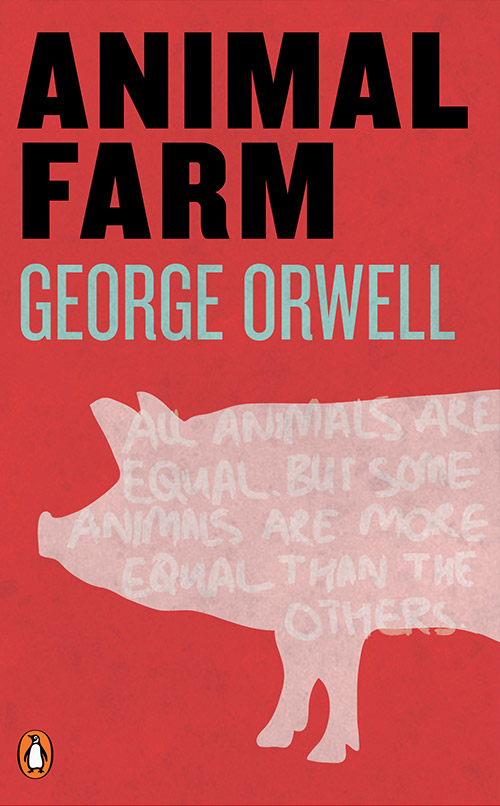 ANIMAL
FARM
GEORGE ORWELL
ALL ANIMALS ARE
EQUAL. BUT SOME
ANIMALS ARE MORE
EQUAL THAN THE
OTHERS.